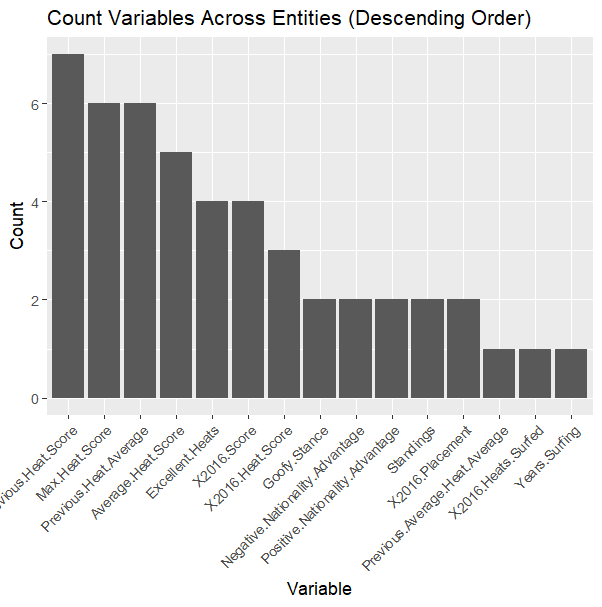 Count Variables Across Entities (Descending Order)
Count
6
4
2
0
vious.Heat.Score
Max.Heat.Score
Previous.Heat.Average
Average.Heat.Score
Excellent.Heats
X2016.Score
X2016.Heat.Score
Goofy.Stance
Negative.Nationality.Advantage
Positive.Nationality.Advantage
Standings
X2016.Placement
Previous.Average.Heat.Average
X2016.Heats.Surfed
Years.Surfing
Variable